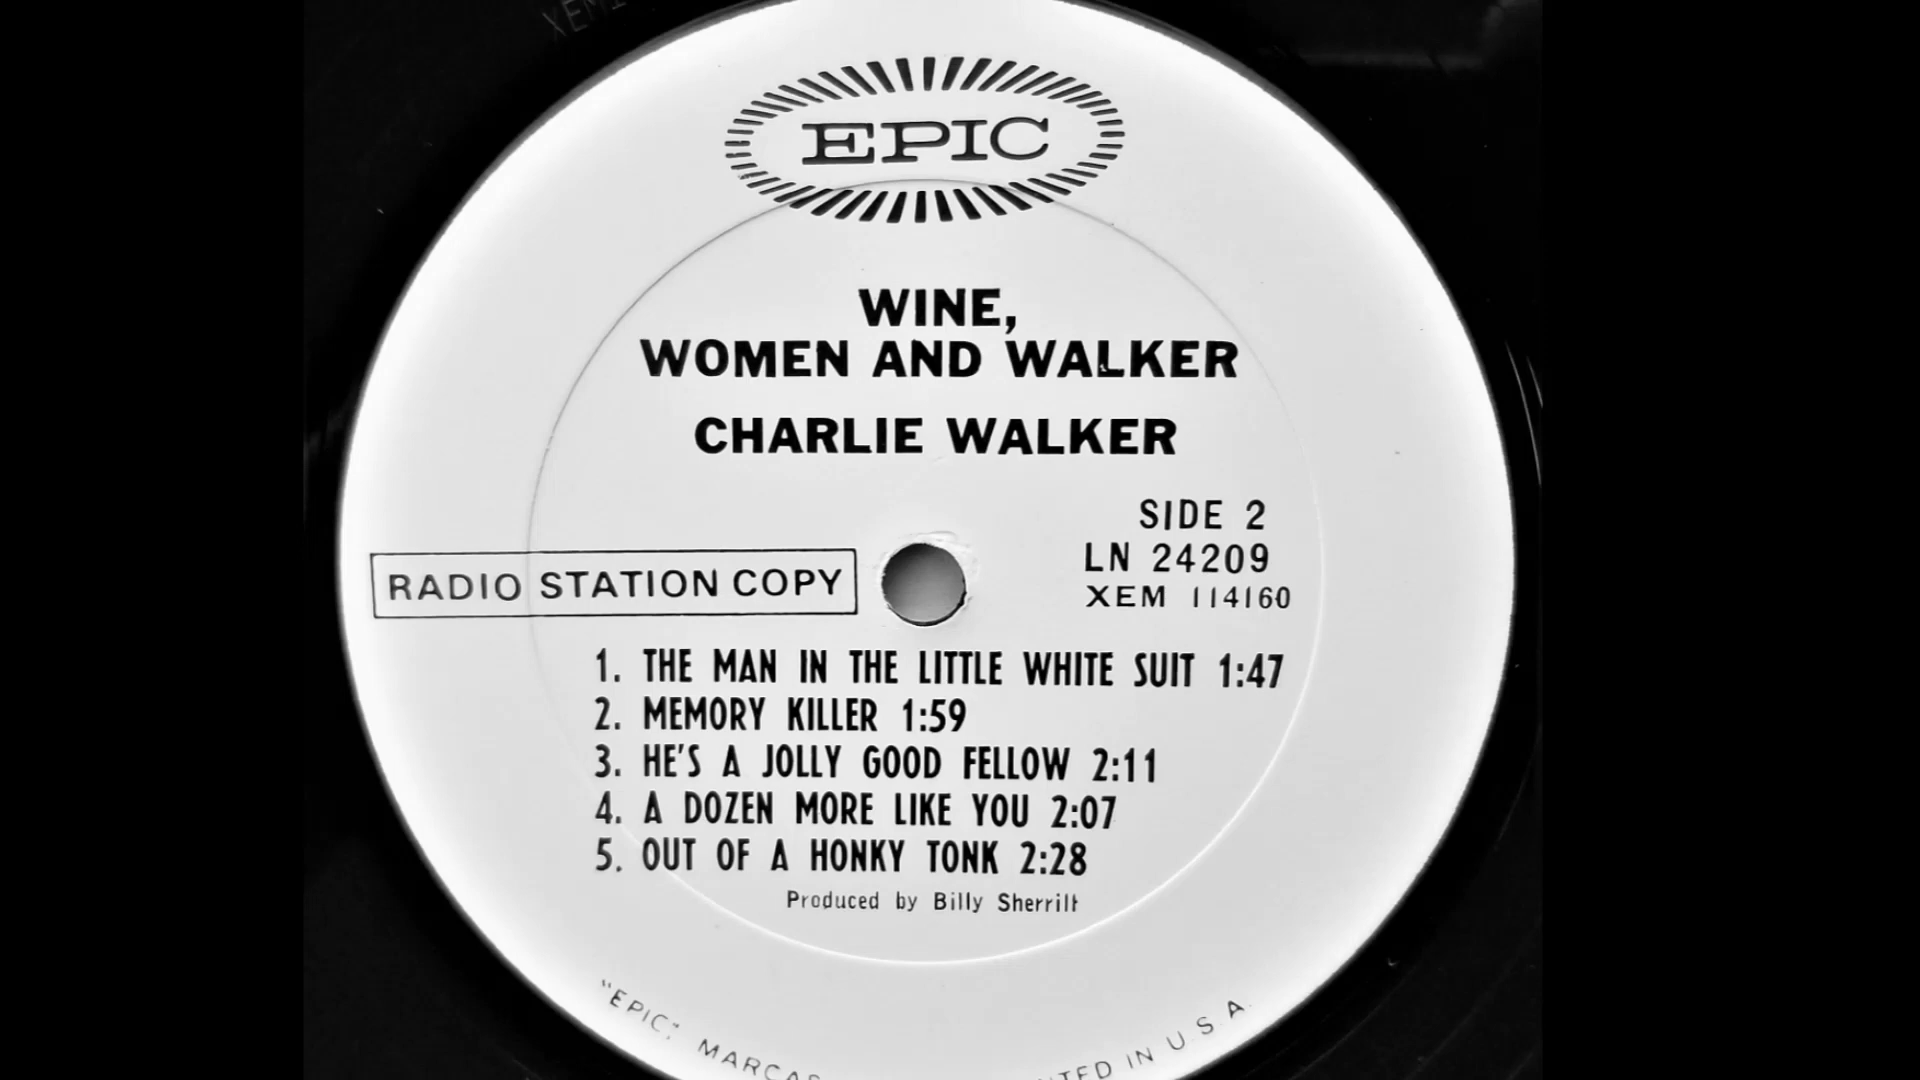 EPIC
WINE,
WOMEN AND WALKER
CHARLIE WALKER
SIDE 2
LN 24209
XEM 114160
RADIO STATION COPY
1. THE MAN IN THE LITTLE WHITE SUIT 1:47
2. MEMORY KILLER 1:59
3. HE'S A JOLLY GOOD FELLOW 2:11
4. A DOZEN MORE LIKE YOU 2:07
5. OUT OF A HONKY TONK 2:28
Produced by Billy Sherrill
"EPIC," IN U.S.A.